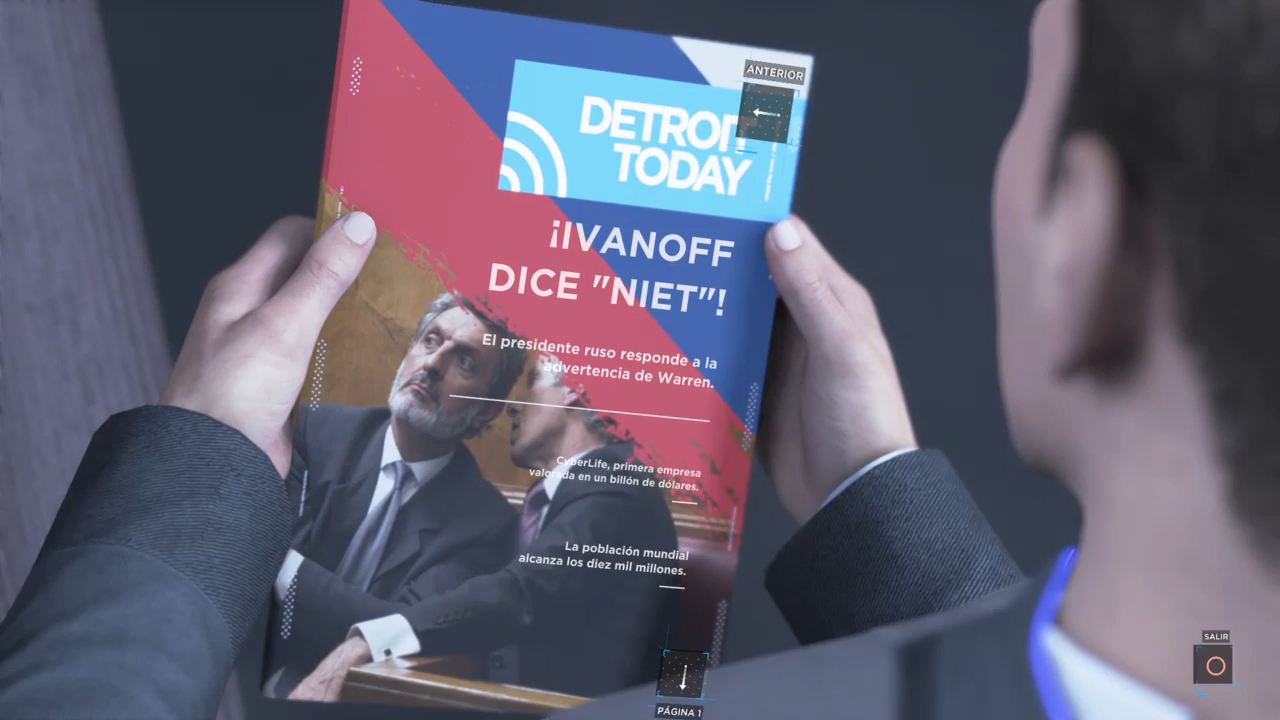 ANTERIOR
DETROIT
TODAY
¡IVANOFF
DICE "NIET"!
El presidente ruso responde a la
advertencia de Warren.
CyberLife, primera empresa
valorada en un billón de dólares.
La población mundial
alcanza los diez mil millones.
SALIR
PÁGINA 1